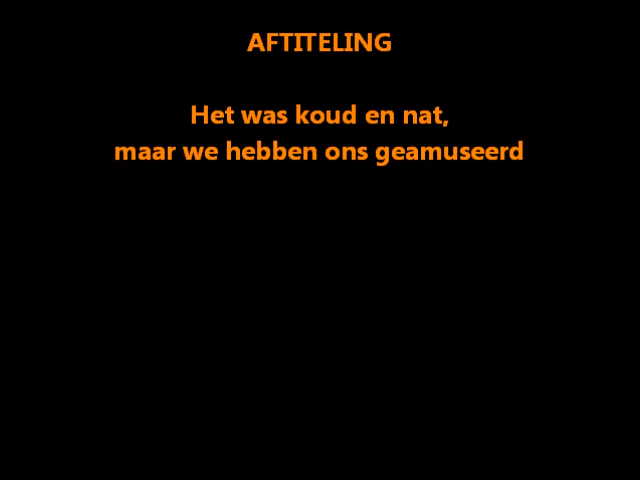 AFTITELING
Het was koud en nat,
maar we hebben ons geamuseerd